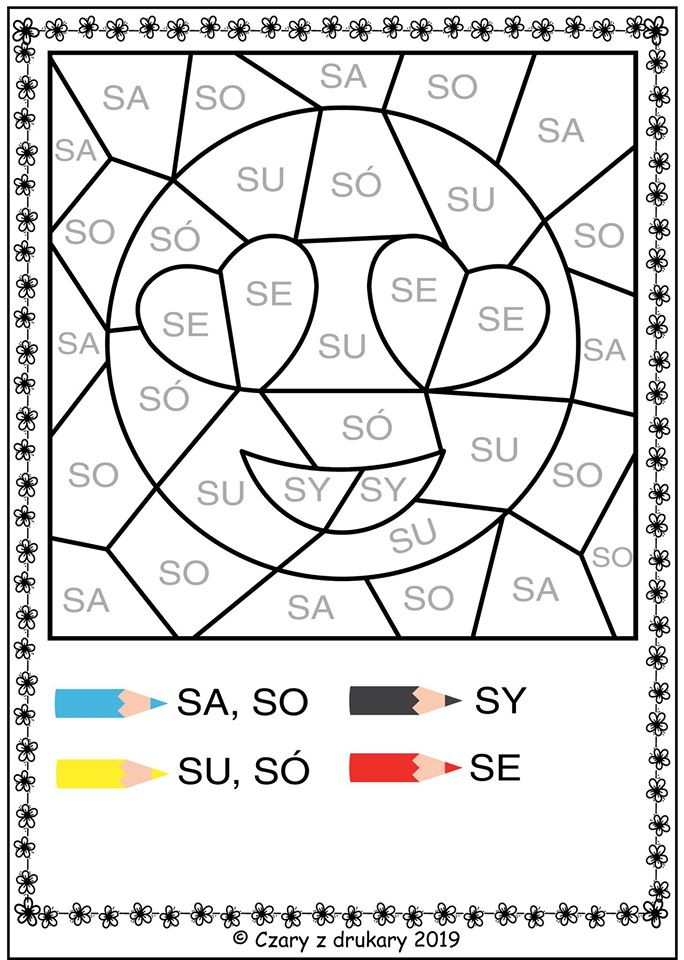 SA SO SA SO SA
SA SU SÓ SU
SO SÓ SO
SE SE SE SE
SA SU SA
SÓ SÓ
SO SU SY SY SU SO
SU
SA SO SA SO SA SO
SA, SO SY
SU, SÓ SE
© Czary z drukary 2019